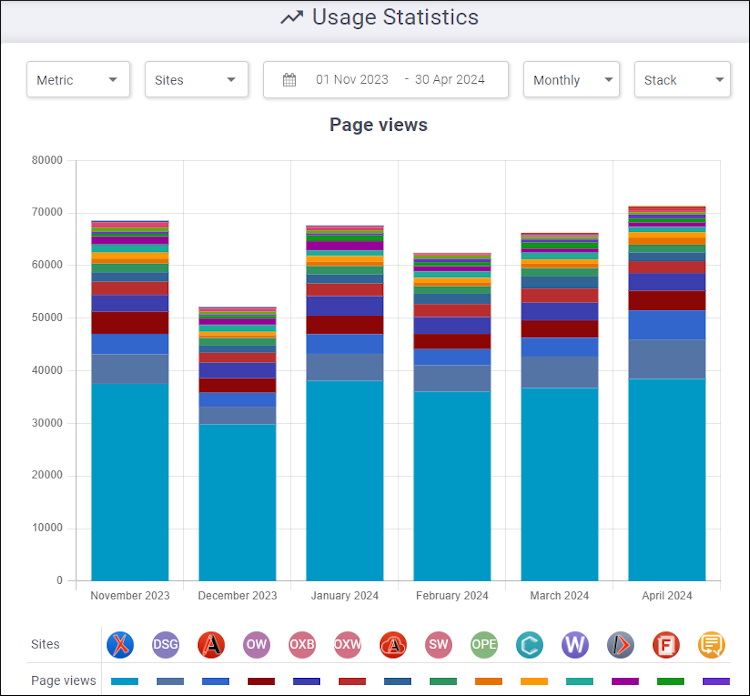 Usage Statistics
Metric Sites 01 Nov 2023 - 30 Apr 2024 Monthly Stack
Page views
80000
70000
60000
50000
40000
30000
20000
10000
0
November 2023 December 2023 January 2024 February 2024 March 2024 April 2024
Sites X DSG A OW OXB OXW A SW OPE C W F
Page views